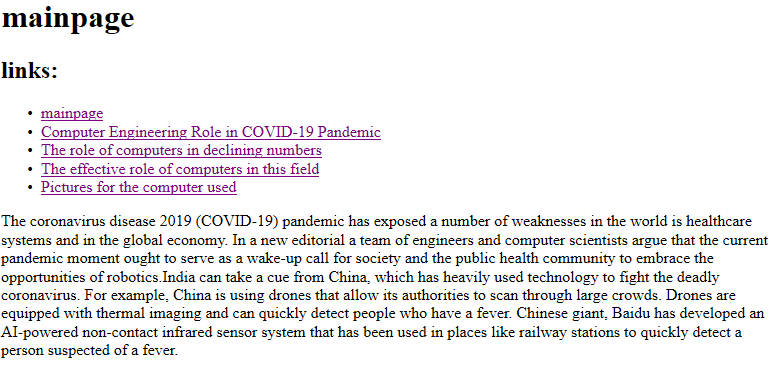 mainpage
links:
• mainpage
• Computer Engineering Role in COVID-19 Pandemic
• The role of computers in declining numbers
• The effective role of computers in this field
• Pictures for the computer used
The coronavirus disease 2019 (COVID-19) pandemic has exposed a number of weaknesses in the world is healthcare
systems and in the global economy. In a new editorial a team of engineers and computer scientists argue that the current
pandemic moment ought to serve as a wake-up call for society and the public health community to embrace the
opportunities of robotics.India can take a cue from China, which has heavily used technology to fight the deadly
coronavirus. For example, China is using drones that allow its authorities to scan through large crowds. Drones are
equipped with thermal imaging and can quickly detect people who have a fever. Chinese giant, Baidu has developed an
AI-powered non-contact infrared sensor system that has been used in places like railway stations to quickly detect a
person suspected of a fever.